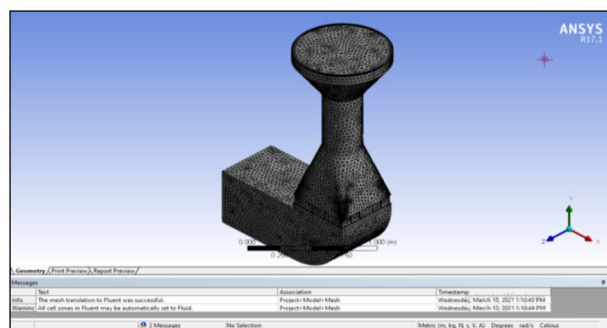 ANSYS
R17.1
0.000
1.000 (m)
Geometry / Print Preview / Report Preview /
Messages
Text Association Timestamp
Info The mesh translation to Fluent was successful. Project>Model>Mesh Wednesday, March 10, 2021 1:10:45 PM
Warning All cell zones in Fluent may be automatically set to Fluid. Project>Model>Mesh Wednesday, March 10, 2021 1:10:44 PM
2 Messages No Selection Metric (m, kg, N, s, V, A) Degrees rad/s Celsius